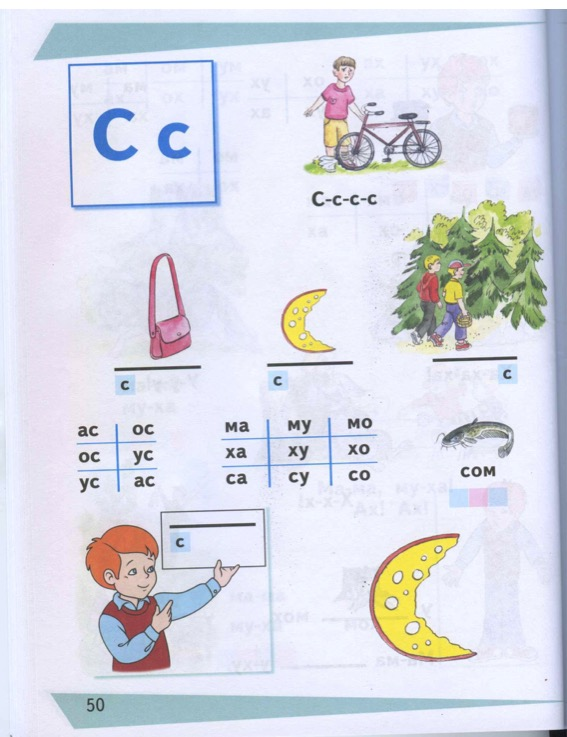 С с
С-с-с-с
с
с
с
ас ос
ос ус
ус ас
ма му мо
ха ху хо
са су со
сом
с
50